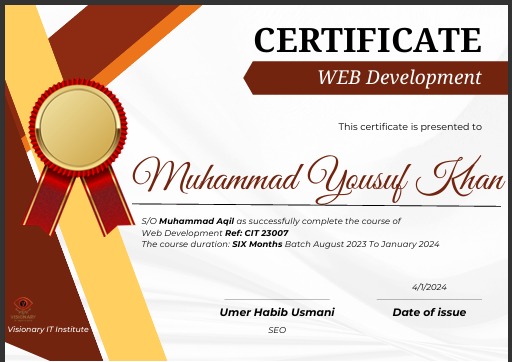 CERTIFICATE
WEB Development
This certificate is presented to
Muhammad Yousuf Khan
S/O Muhammad Aqil as successfully complete the course of
Web Development Ref: CIT 23007
The course duration: SIX Months Batch August 2023 To January 2024
4/1/2024
Umer Habib Usmani
Date of issue
SEO
VISIONARY
Visionary IT Institute